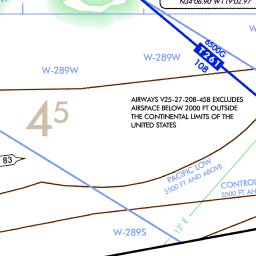 N34°06.90' W119°02.97'
6500G
T261
108
W-289W
W-289W
4⁵
AIRWAYS V25-27-208-458 EXCLUDES
AIRSPACE BELOW 2000 FT OUTSIDE
THE CONTINENTAL LIMITS OF THE
UNITED STATES
83
PACIFIC LOW
5500 FT AND ABOVE
CONTROL
5500 FT AN
12° E
W-289S